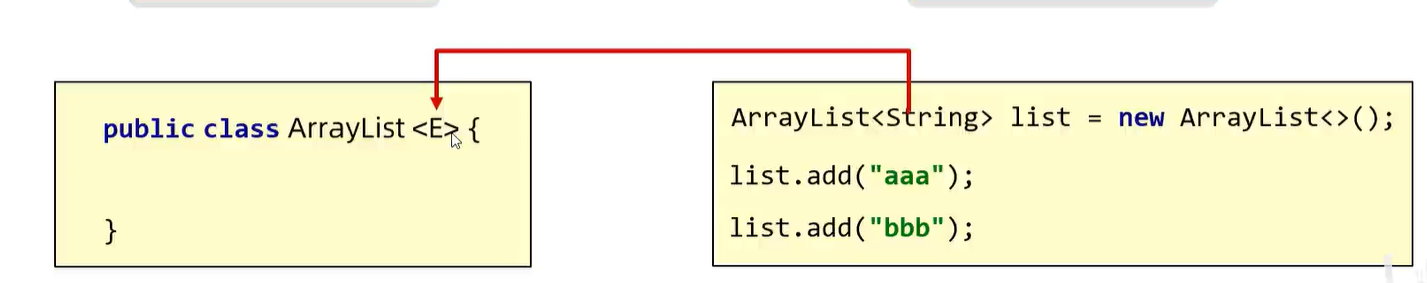 public class ArrayList <E> {
}
ArrayList<String> list = new ArrayList<>();
list.add("aaa");
list.add("bbb");